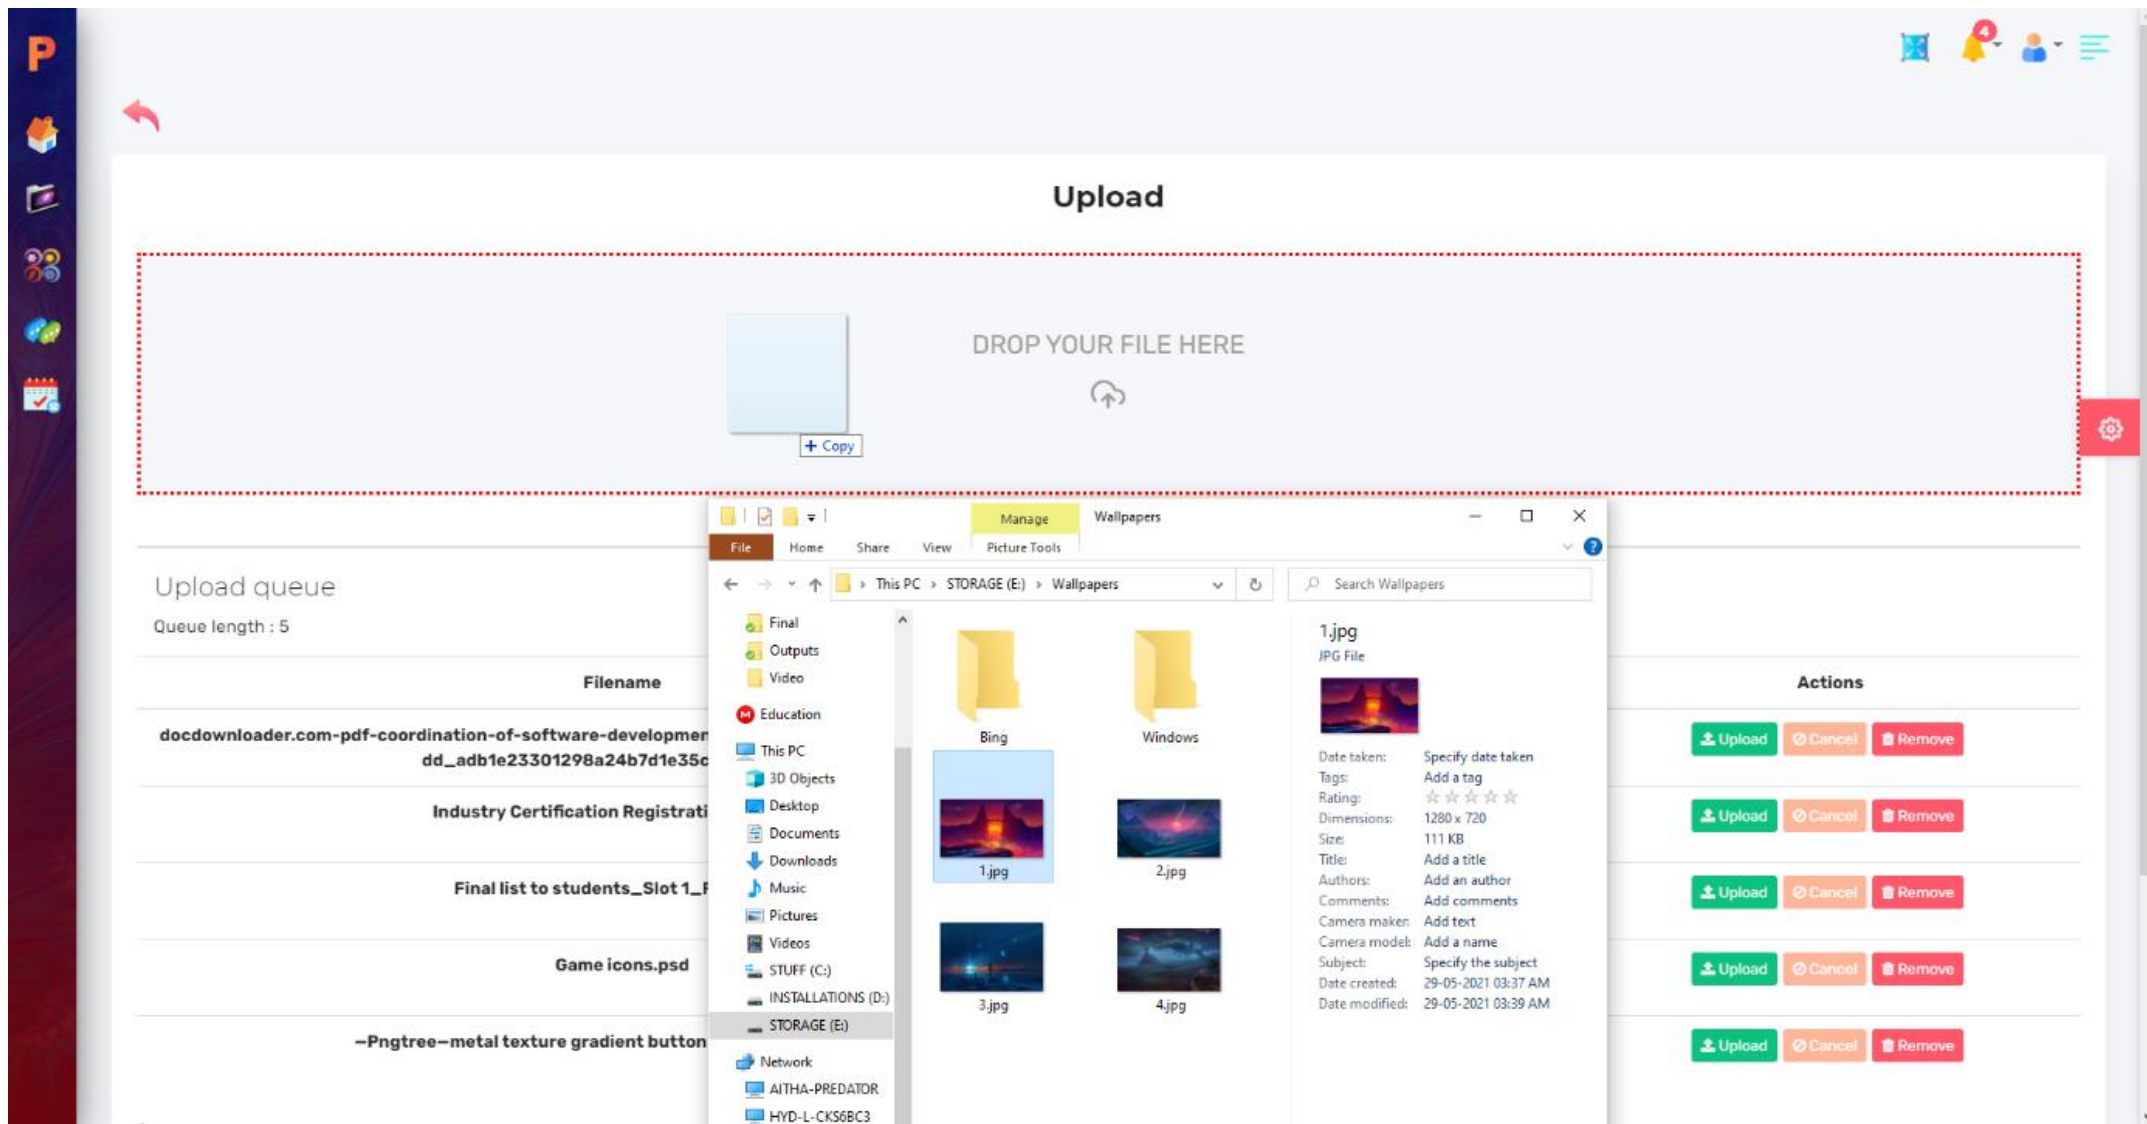 P
4
Upload
DROP YOUR FILE HERE
+ Copy
Manage
Wallpapers
File
Home
Share
View
Picture Tools
This PC > STORAGE (E:) > Wallpapers
Search Wallpapers
Upload queue
Queue length : 5
Filename
Actions
docdownloader.com-pdf-coordination-of-software-developmen
dd_adb1e23301298a24b7d1e35c
Upload
Cancel
Remove
Industry Certification Registrati
Upload
Cancel
Remove
Final list to students_Slot 1_F
Upload
Cancel
Remove
Game icons.psd
Upload
Cancel
Remove
—Pngtree—metal texture gradient button
Upload
Cancel
Remove
Final
Outputs
Video
M
Education
This PC
3D Objects
Desktop
Documents
Downloads
Music
Pictures
Videos
STUFF (C:)
INSTALLATIONS (D:)
STORAGE (E:)
Network
AITHA-PREDATOR
HYD-L-CKS6BC3
Bing
Windows
1.jpg
2.jpg
3.jpg
4.jpg
1.jpg
JPG File
Date taken: Specify date taken
Tags: Add a tag
Rating:
Dimensions: 1280 x 720
Size: 111 KB
Title: Add a title
Authors: Add an author
Comments: Add comments
Camera maker: Add text
Camera model: Add a name
Subject: Specify the subject
Date created: 29-05-2021 03:37 AM
Date modified: 29-05-2021 03:39 AM